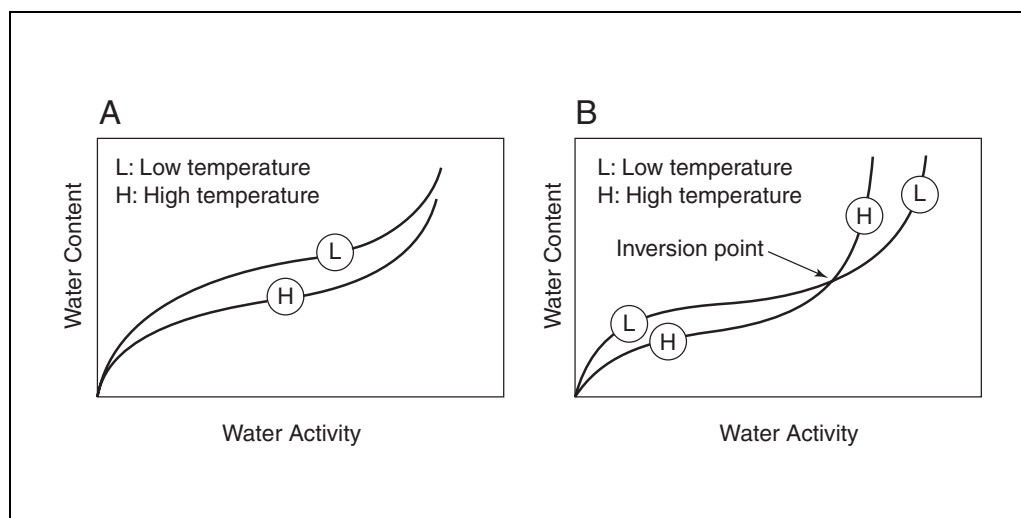 A
L: Low temperature
H: High temperature
L
H
Water Content
Water Activity
B
L: Low temperature
H: High temperature
H
L
Inversion point
L
H
Water Content
Water Activity